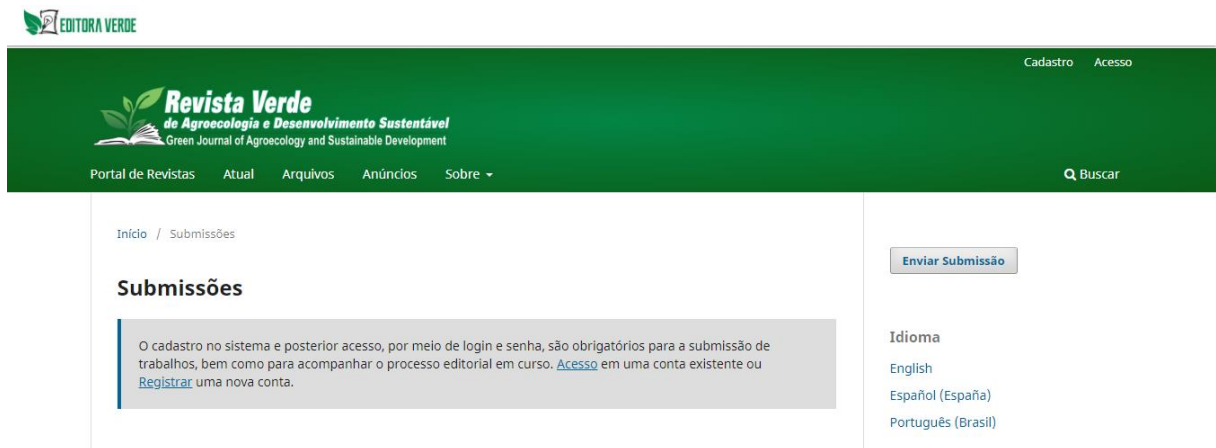 EDITORA VERDE
Cadastro Acesso
Revista Verde
de Agroecologia e Desenvolvimento Sustentável
Green Journal of Agroecology and Sustainable Development
Portal de Revistas Atual Arquivos Anúncios Sobre
Buscar
Início / Submissões
Submissões
O cadastro no sistema e posterior acesso, por meio de login e senha, são obrigatórios para a submissão de
trabalhos, bem como para acompanhar o processo editorial em curso. Acesso em uma conta existente ou
Registrar uma nova conta.
Enviar Submissão
Idioma
English
Español (España)
Português (Brasil)